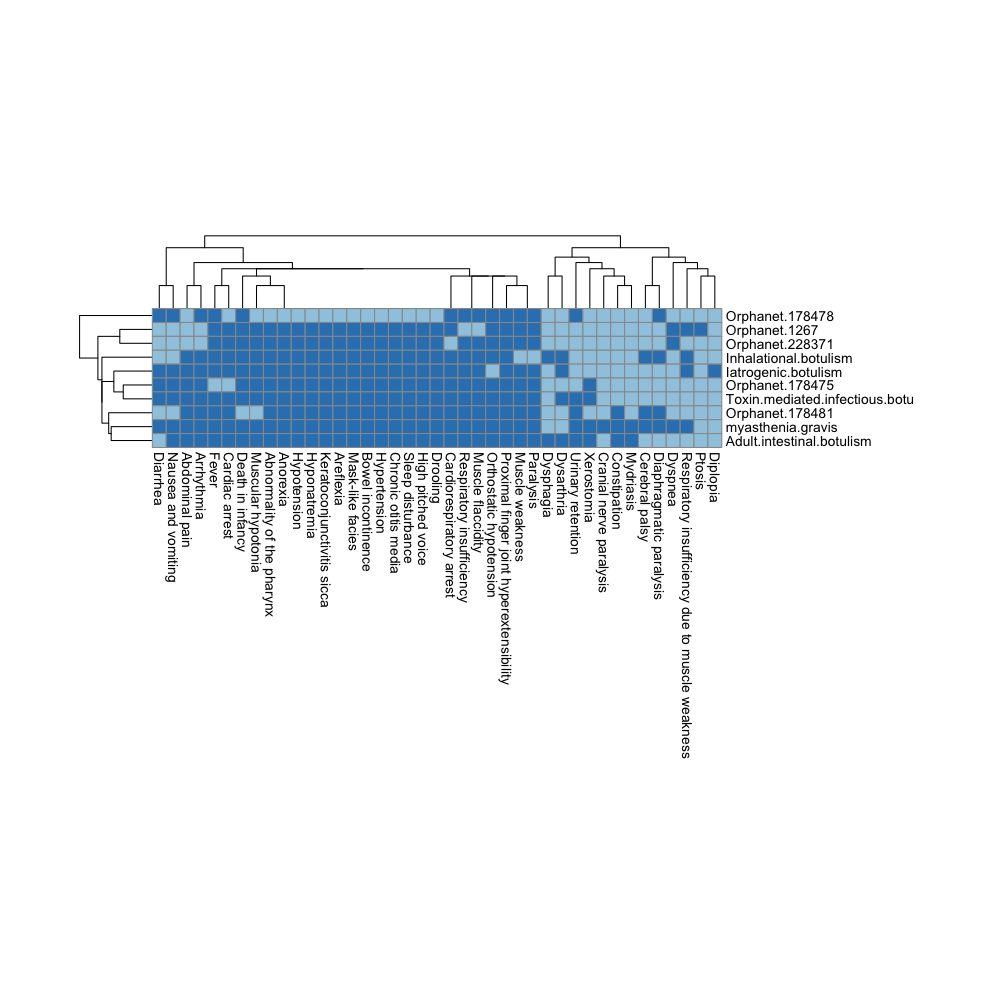 Orphanet.178478
Orphanet.1267
Orphanet.228371
Inhalational.botulism
Iatrogenic.botulism
Orphanet.178475
Toxin.mediated.infectious.botu
Orphanet.178481
myasthenia.gravis
Adult.intestinal.botulism
Diarrhea
Nausea and vomiting
Abdominal pain
Arrhythmia
Fever
Cardiac arrest
Death in infancy
Muscular hypotonia
Abnormality of the pharynx
Anorexia
Hypotension
Hyponatremia
Keratoconjunctivitis sicca
Areflexia
Mask-like facies
Bowel incontinence
Hypertension
Chronic otitis media
Sleep disturbance
High pitched voice
Drooling
Cardiorespiratory arrest
Respiratory insufficiency
Muscle flaccidity
Orthostatic hypotension
Proximal finger joint hyperextensibility
Muscle weakness
Paralysis
Dysphagia
Dysarthria
Urinary retention
Xerostomia
Cranial nerve paralysis
Constipation
Mydriasis
Cerebral palsy
Diaphragmatic paralysis
Dyspnea
Respiratory insufficiency due to muscle weakness
Ptosis
Diplopia